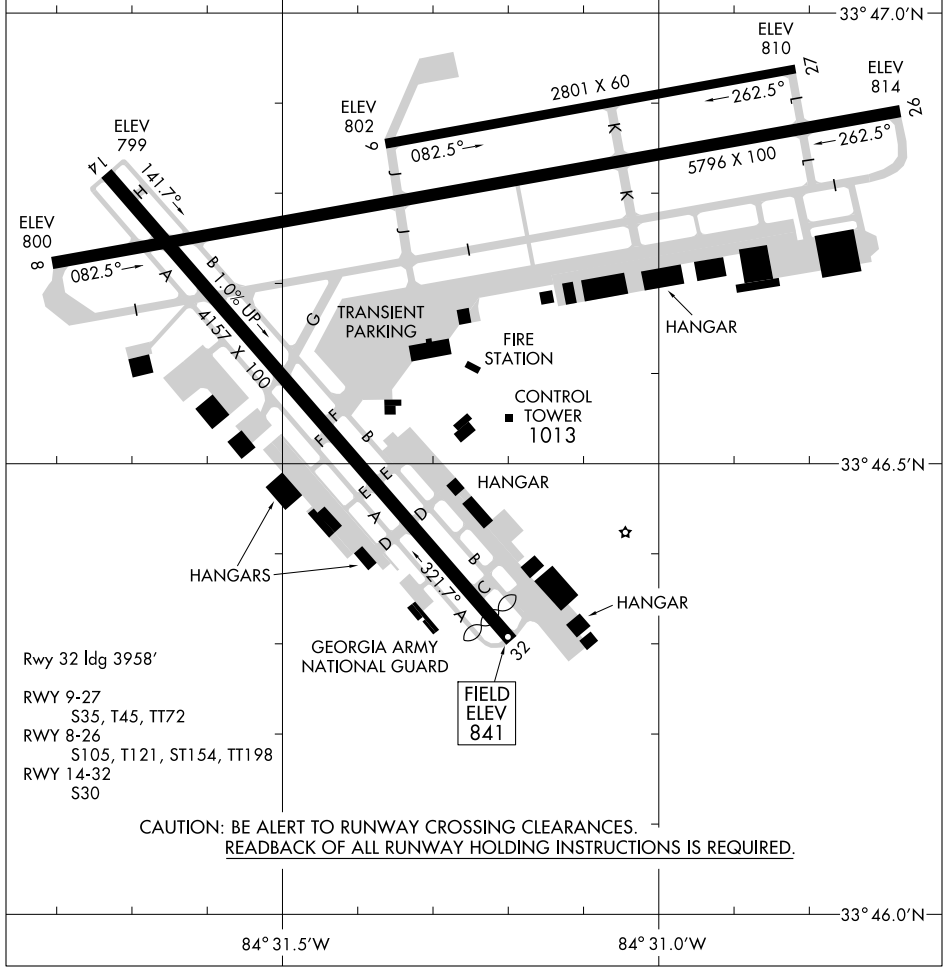 33° 47.0'N
ELEV
810
27
ELEV
814
26
2801 X 60
262.5°
ELEV
802
9
082.5°
K
L
262.5°
5796 X 100
ELEV
799
14
H
141.7°
J
K
L
I
ELEV
800
8
082.5°
A
B
1.0% UP
J
I
I
4157 X 100
G
TRANSIENT
PARKING
HANGAR
FIRE
STATION
CONTROL
TOWER
1013
F
F
B
33° 46.5'N
E
E
HANGAR
A
D
D
HANGARS
B
C
321.7°
A
HANGAR
32
GEORGIA ARMY
NATIONAL GUARD
FIELD
ELEV
841
Rwy 32 ldg 3958'
RWY 9-27
S35, T45, TT72
RWY 8-26
S105, T121, ST154, TT198
RWY 14-32
S30
CAUTION: BE ALERT TO RUNWAY CROSSING CLEARANCES.
READBACK OF ALL RUNWAY HOLDING INSTRUCTIONS IS REQUIRED.
33° 46.0'N
84° 31.5'W
84° 31.0'W